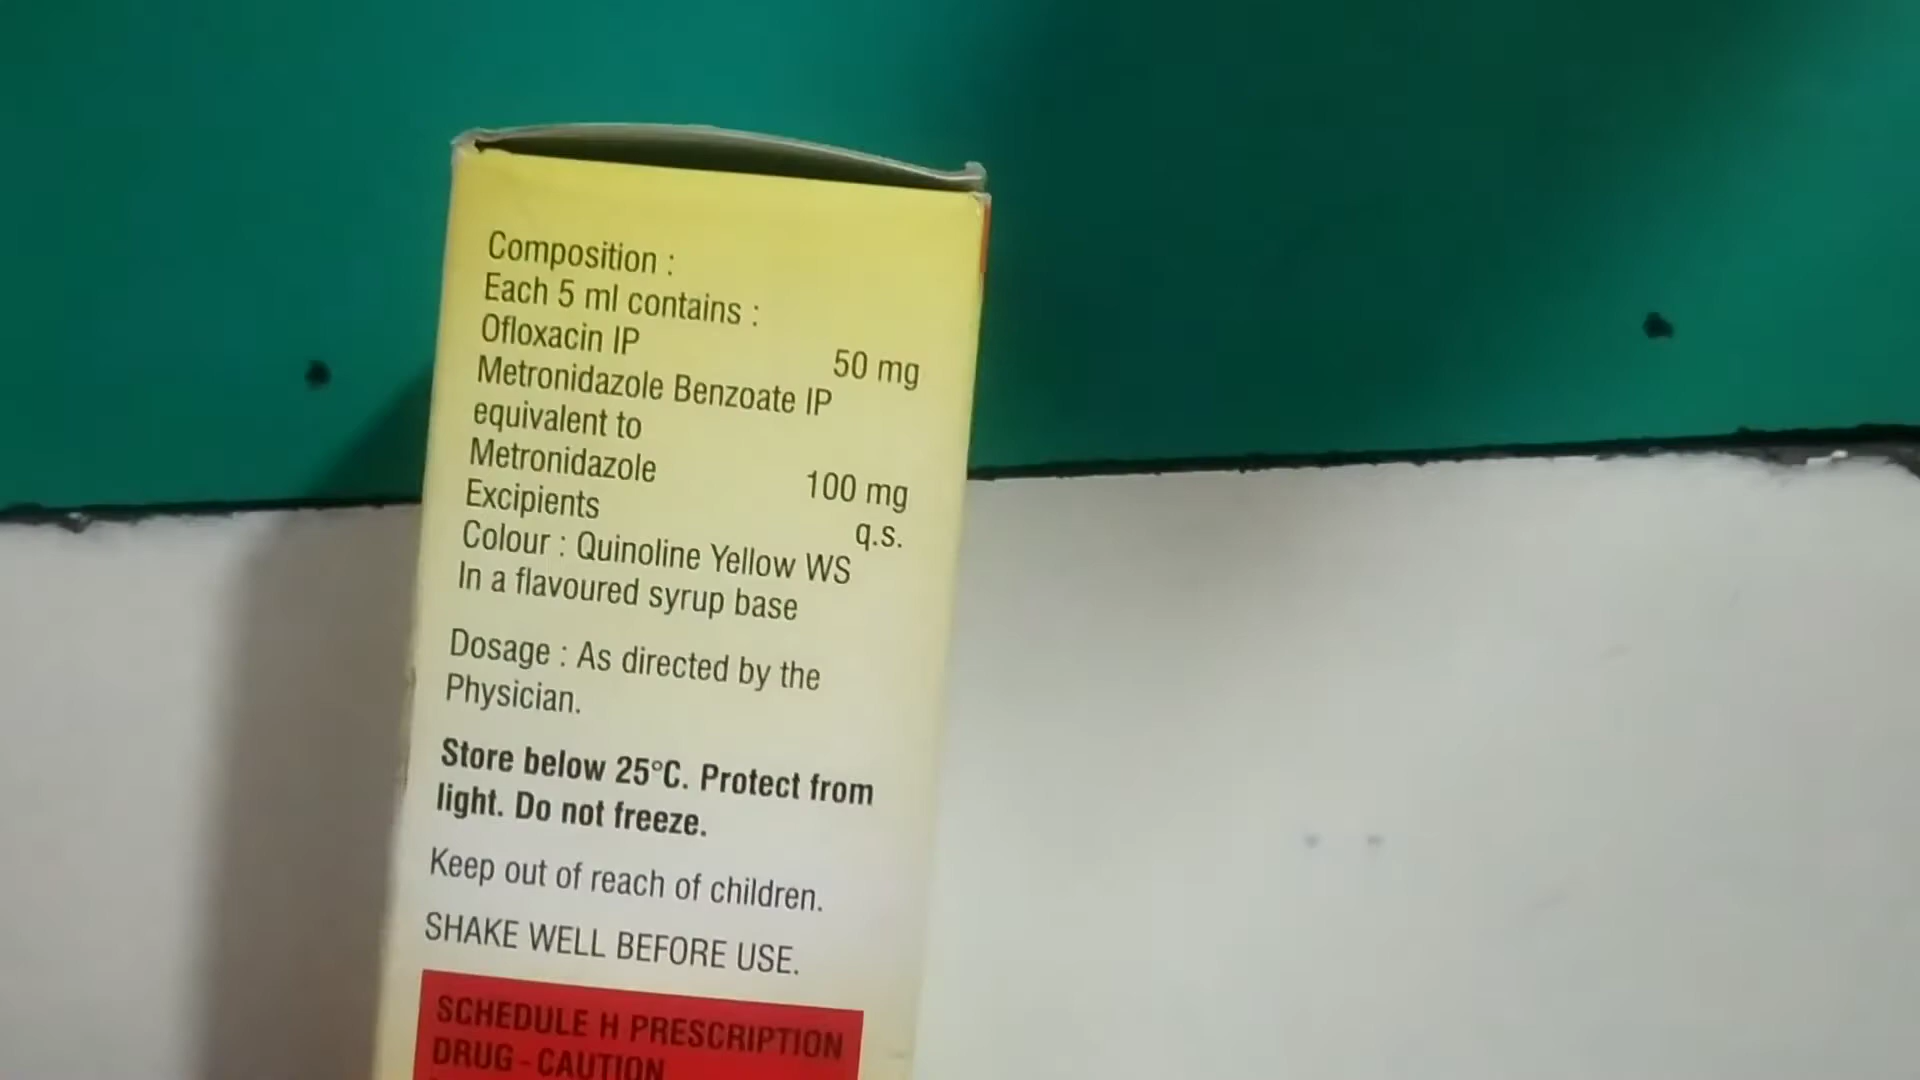 Composition :
Each 5 ml contains :
Ofloxacin IP 50 mg
Metronidazole Benzoate IP
equivalent to
Metronidazole 100 mg
Excipients q.s.
Colour : Quinoline Yellow WS
In a flavoured syrup base
Dosage : As directed by the
Physician.
Store below 25°C. Protect from
light. Do not freeze.
Keep out of reach of children.
SHAKE WELL BEFORE USE.
SCHEDULE H PRESCRIPTION
DRUG - CAUTION